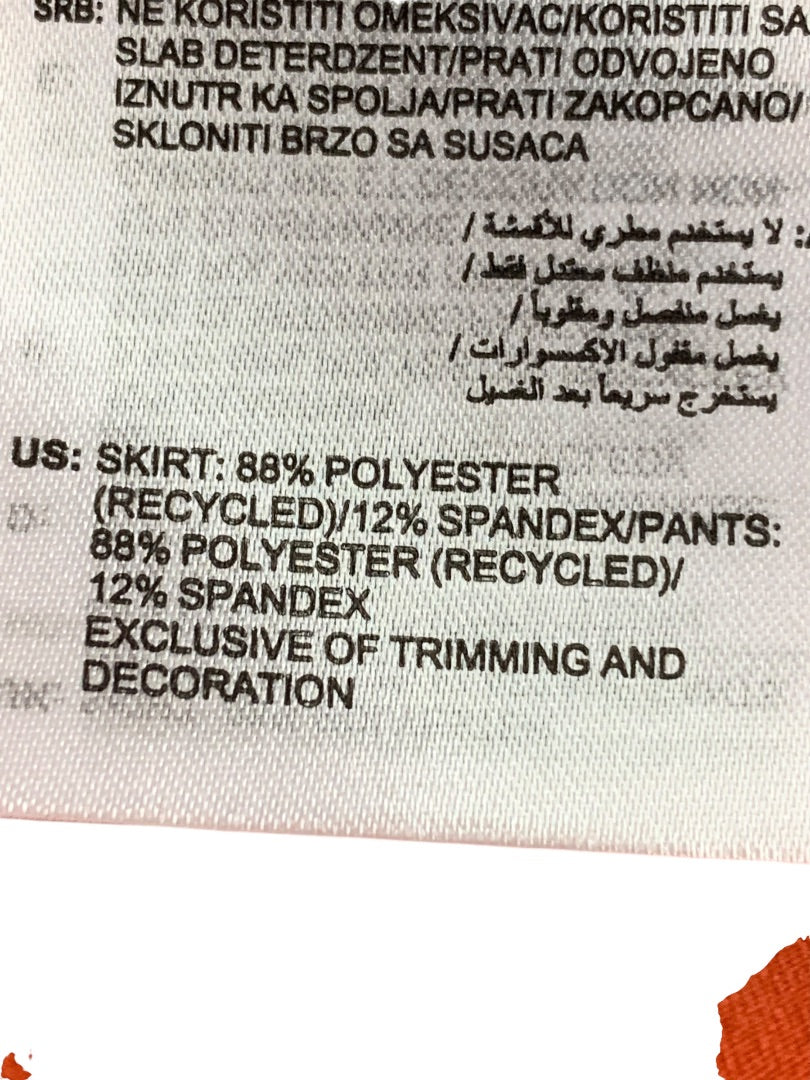 SRB: NE KORISTITI OMEKSIVAC/KORISTITI SA
SLAB DETERDZENT/PRATI ODVOJENO
IZNUTR KA SPOLJA/PRATI ZAKOPCANO/
SKLONITI BRZO SA SUSACA
: لا يستخدم مطري للأقمشة /
يستخدم منظف معتدل فقط /
يغسل منفصل ومقلوباً /
يغسل مقفول الاكسسوارات /
يستخرج سريعاً بعد الغسيل
US: SKIRT: 88% POLYESTER
(RECYCLED)/12% SPANDEX/PANTS:
88% POLYESTER (RECYCLED)/
12% SPANDEX
EXCLUSIVE OF TRIMMING AND
DECORATION